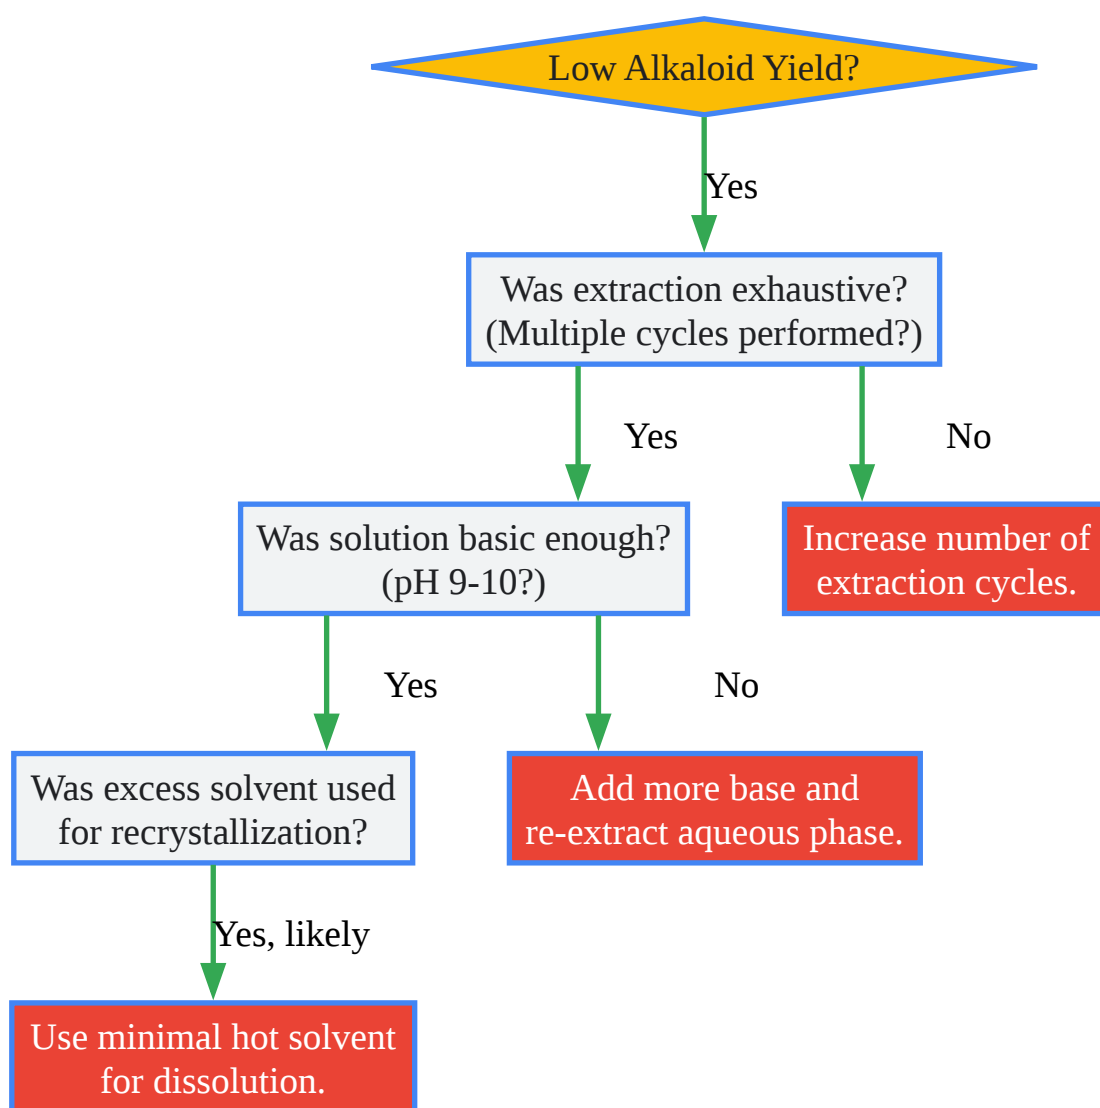 Low Alkaloid Yield?
Yes
Was extraction exhaustive?
(Multiple cycles performed?)
Yes
No
Was solution basic enough?
(pH 9-10?)
Increase number of
extraction cycles.
Yes
No
Was excess solvent used
for recrystallization?
Add more base and
re-extract aqueous phase.
Yes, likely
Use minimal hot solvent
for dissolution.